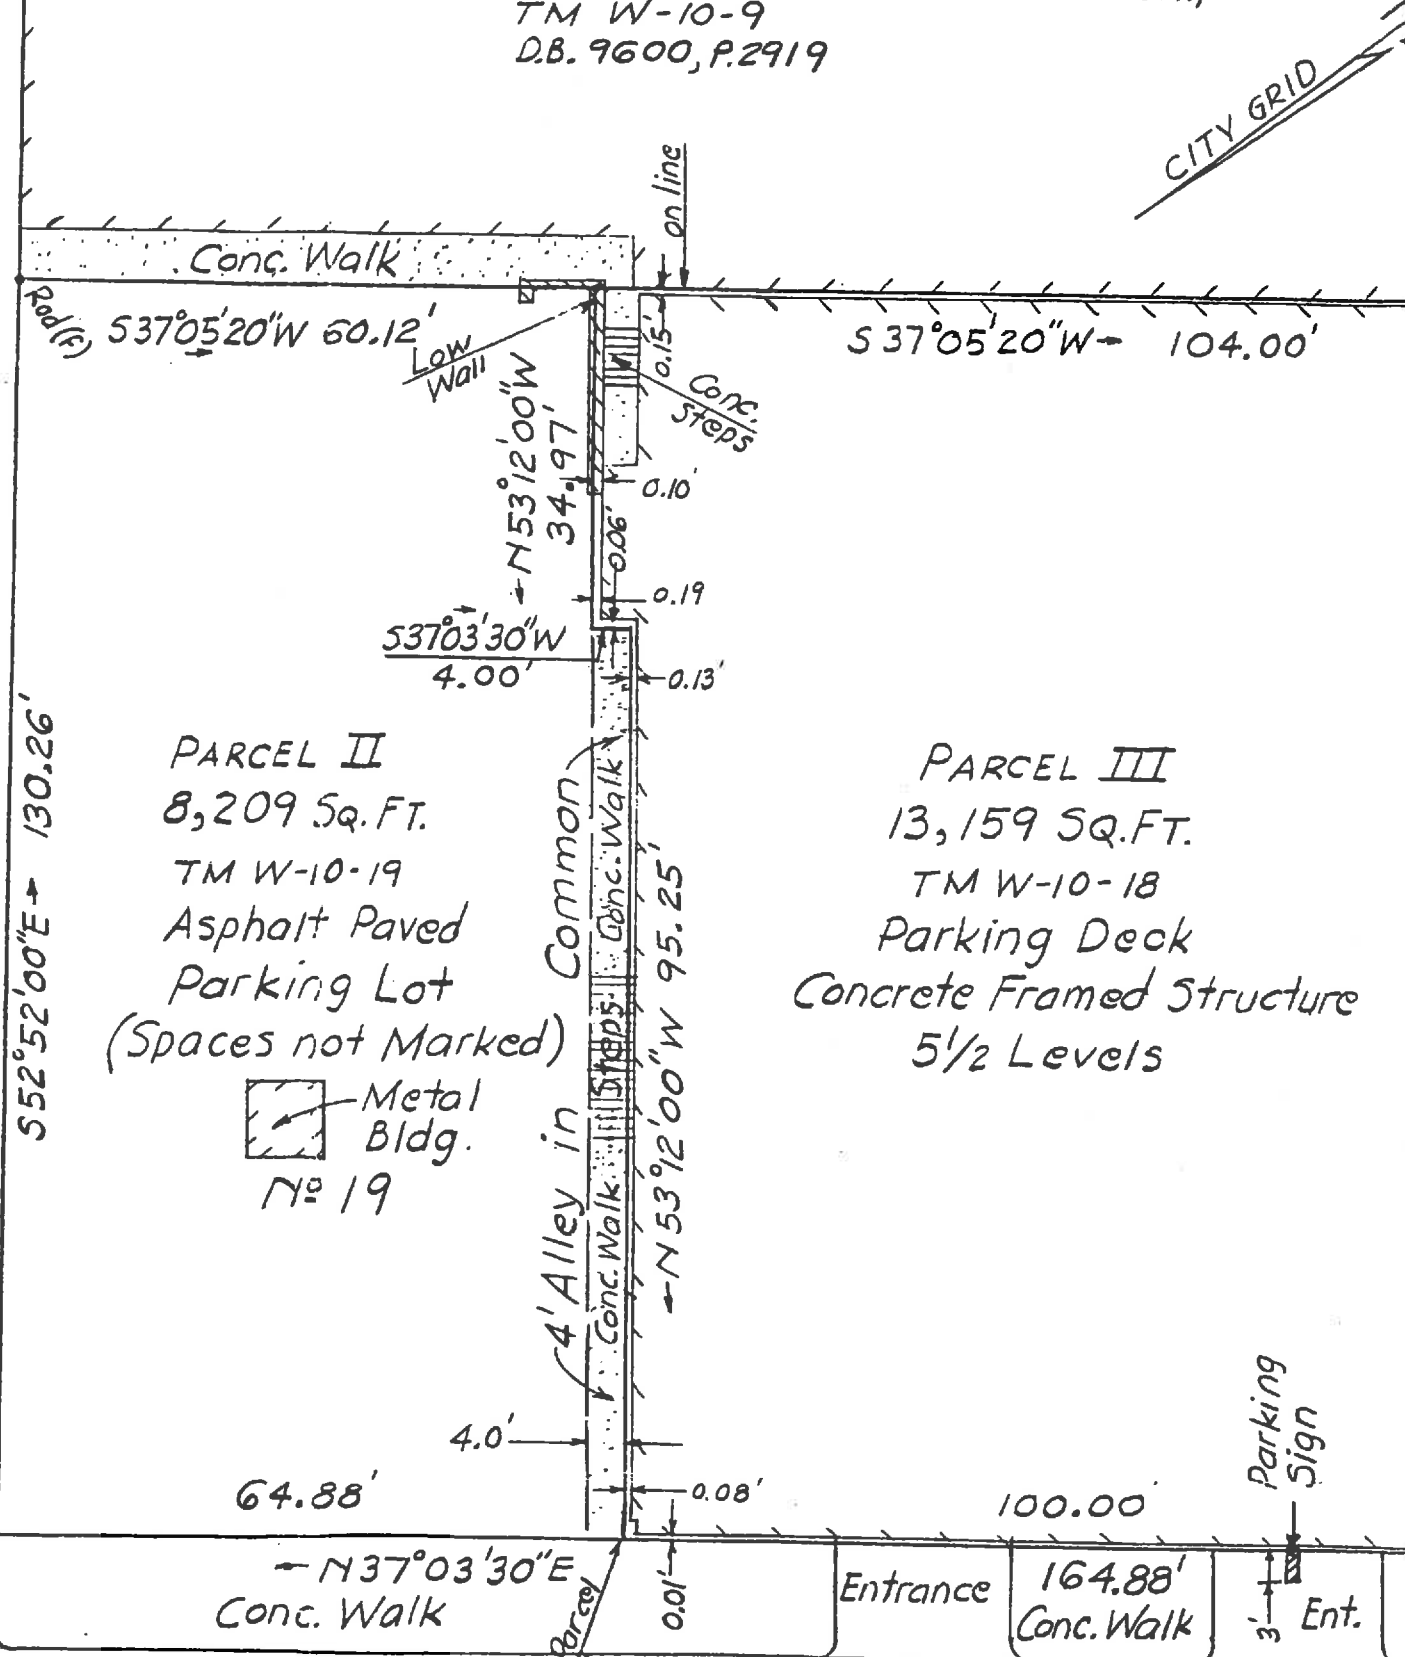 TM W-10-9
D.B. 9600, P.2919
CITY GRID
on line
Conc. Walk
Rod(f)
S37°05'20"W 60.12'
Low
Wall
0.15'
S37°05'20"W 104.00'
Conc.
Steps
N53°12'00"W
34.97'
0.10'
0.06'
0.19
S37°03'30"W
4.00'
0.13'
S52°52'00"E 130.26'
PARCEL II
8,209 SQ.FT.
TM W-10-19
Asphalt Paved
Parking Lot
(Spaces not Marked)
Metal
Bldg.
Nº 19
4' Alley in Common
Conc. Walk
Steps
Conc. Walk
N53°12'00"W 95.25'
PARCEL III
13,159 SQ.FT.
TM W-10-18
Parking Deck
Concrete Framed Structure
5½ Levels
4.0'
0.08'
64.88'
100.00'
Parking
Sign
N37°03'30"E
Conc. Walk
Parcel
0.01'
Entrance
164.88'
Conc. Walk
3'
Ent.